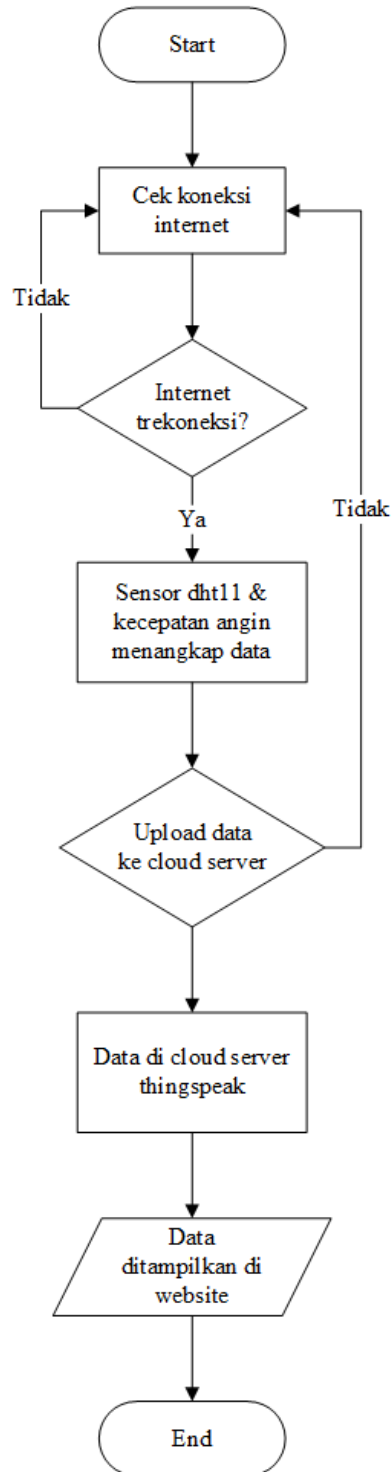 Start
Cek koneksi
internet
Tidak
Internet
trekoneksi?
Ya
Tidak
Sensor dht11 &
kecepatan angin
menangkap data
Upload data
ke cloud server
Data di cloud server
thingspeak
Data
ditampilkan di
website
End